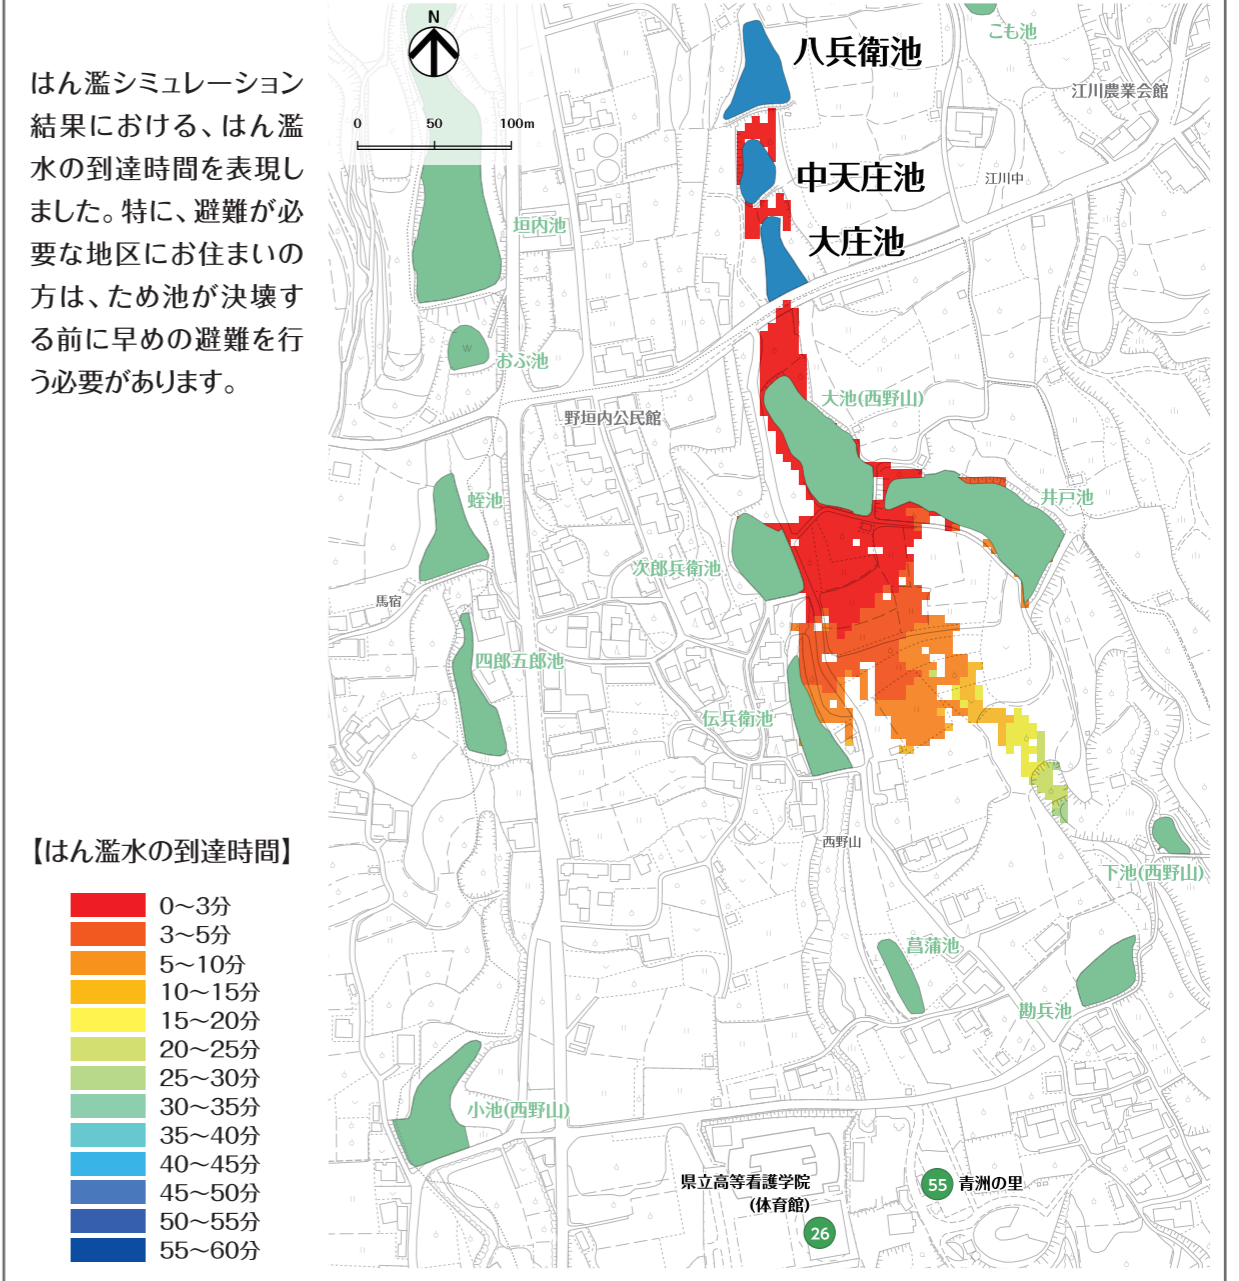 はん濫シミュレーション
結果における、はん濫
水の到達時間を表現し
ました。特に、避難が必
要な地区にお住まいの
方は、ため池が決壊す
る前に早めの避難を行
う必要があります。
N
0 50 100m
八兵衛池
こも池
江川農業会館
中天庄池
江川中
垣内池
大庄池
おぶ池
大池(西野山)
野垣内公民館
蛭池
井戸池
次郎兵衛池
馬宿
四郎五郎池
伝兵衛池
西野山
下池(西野山)
菖蒲池
勘兵池
小池(西野山)
県立高等看護学院
(体育館)
26
55 青洲の里
【はん濫水の到達時間】
0〜3分
3〜5分
5〜10分
10〜15分
15〜20分
20〜25分
25〜30分
30〜35分
35〜40分
40〜45分
45〜50分
50〜55分
55〜60分